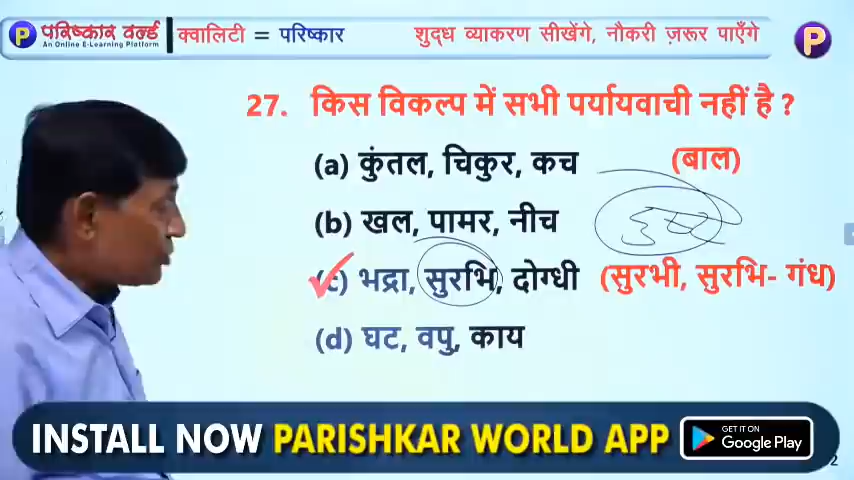 परिष्कार वर्ल्ड
An Online E-Learning Platform
क्वालिटी = परिष्कार
शुद्ध व्याकरण सीखेंगे, नौकरी ज़रूर पाएँगे
P
27. किस विकल्प में सभी पर्यायवाची नहीं है ?
(a) कुंतल, चिकुर, कच (बाल)
(b) खल, पामर, नीच
(c) भद्रा, सुरभि, दोग्धी (सुरभी, सुरभि- गंध)
(d) घट, वपु, काय
INSTALL NOW PARISHKAR WORLD APP
GET IT ON
Google Play